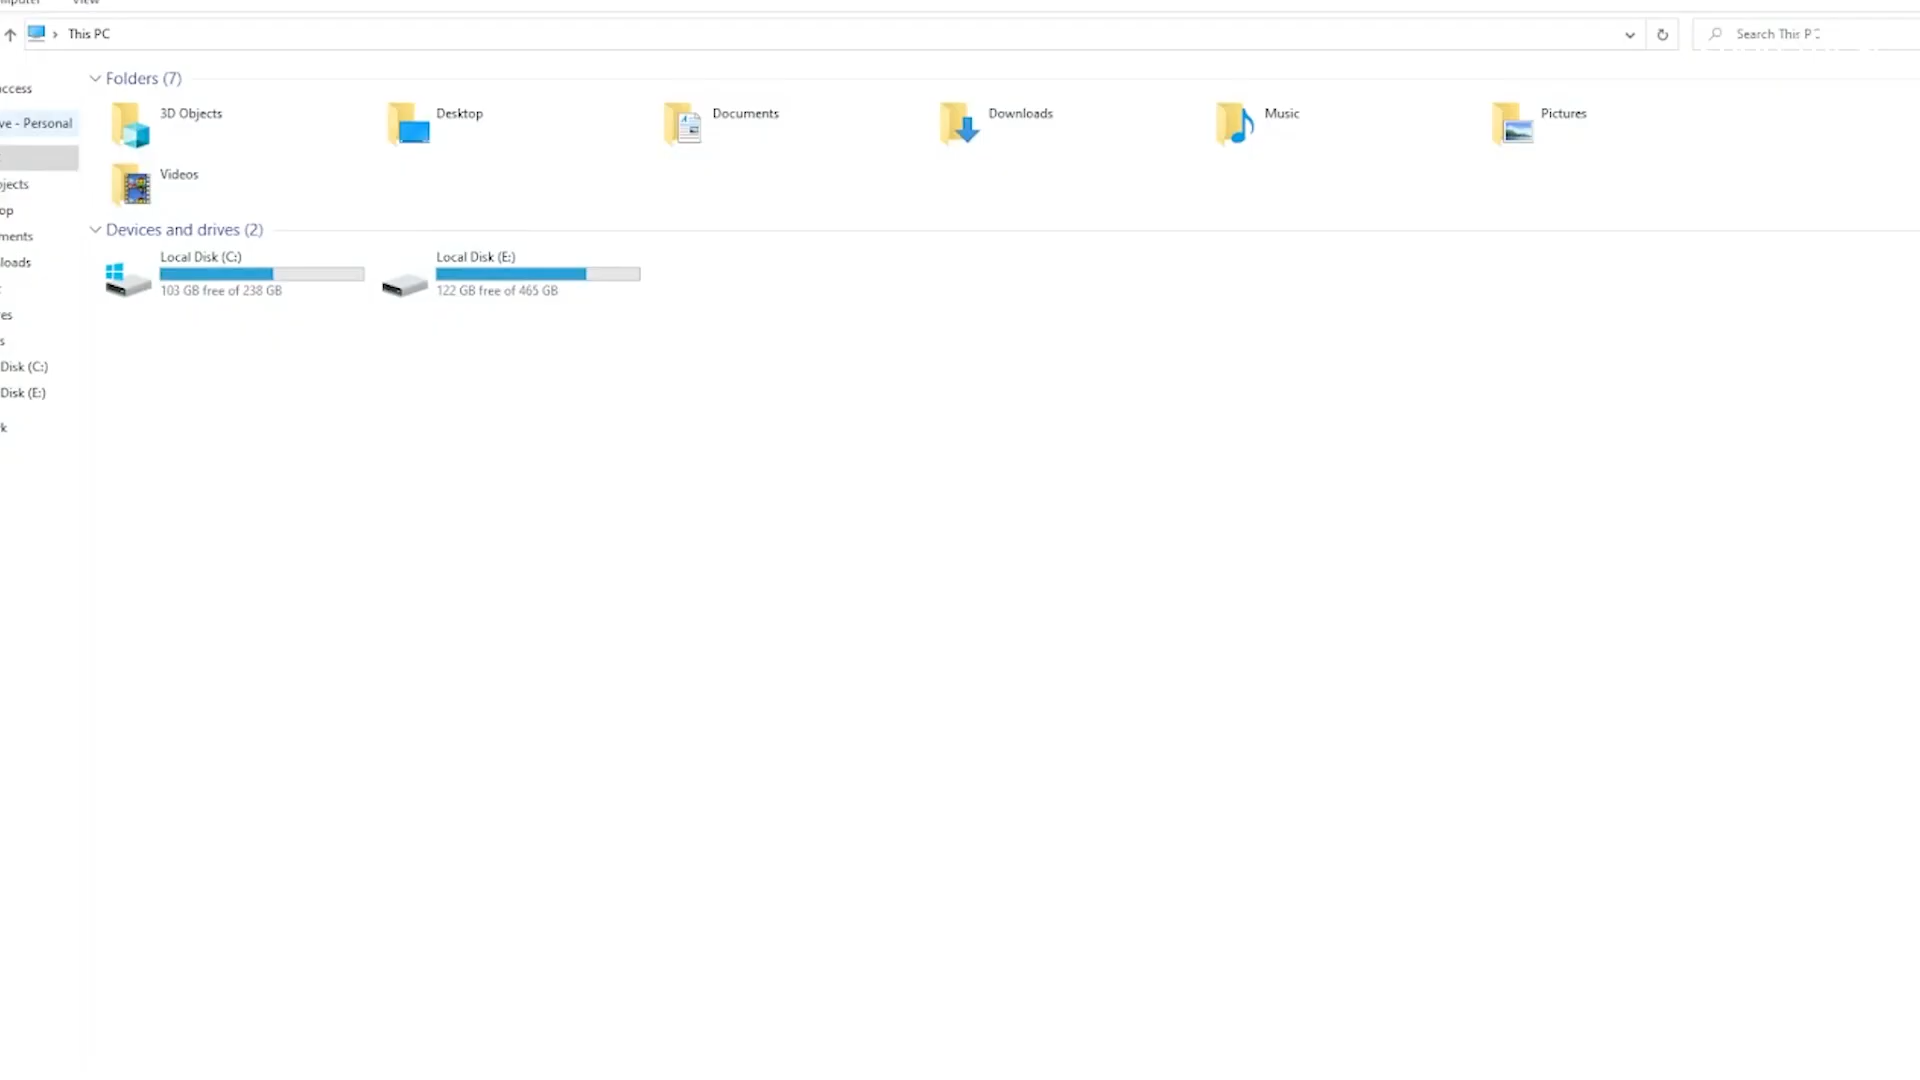 View
This PC
Search This P
ccess
ve - Personal
jects
op
ments
loads
es
s
Disk (C:)
Disk (E:)
k
Folders (7)
3D Objects
Desktop
Documents
Downloads
Music
Pictures
Videos
Devices and drives (2)
Local Disk (C:)
103 GB free of 238 GB
Local Disk (E:)
122 GB free of 465 GB